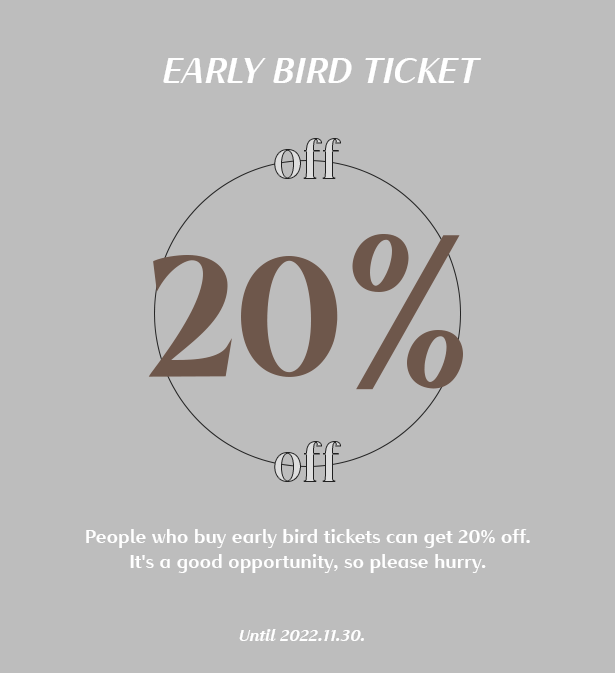 EARLY BIRD TICKET
off
20%
off
People who buy early bird tickets can get 20% off.
It's a good opportunity, so please hurry.
Until 2022.11.30.